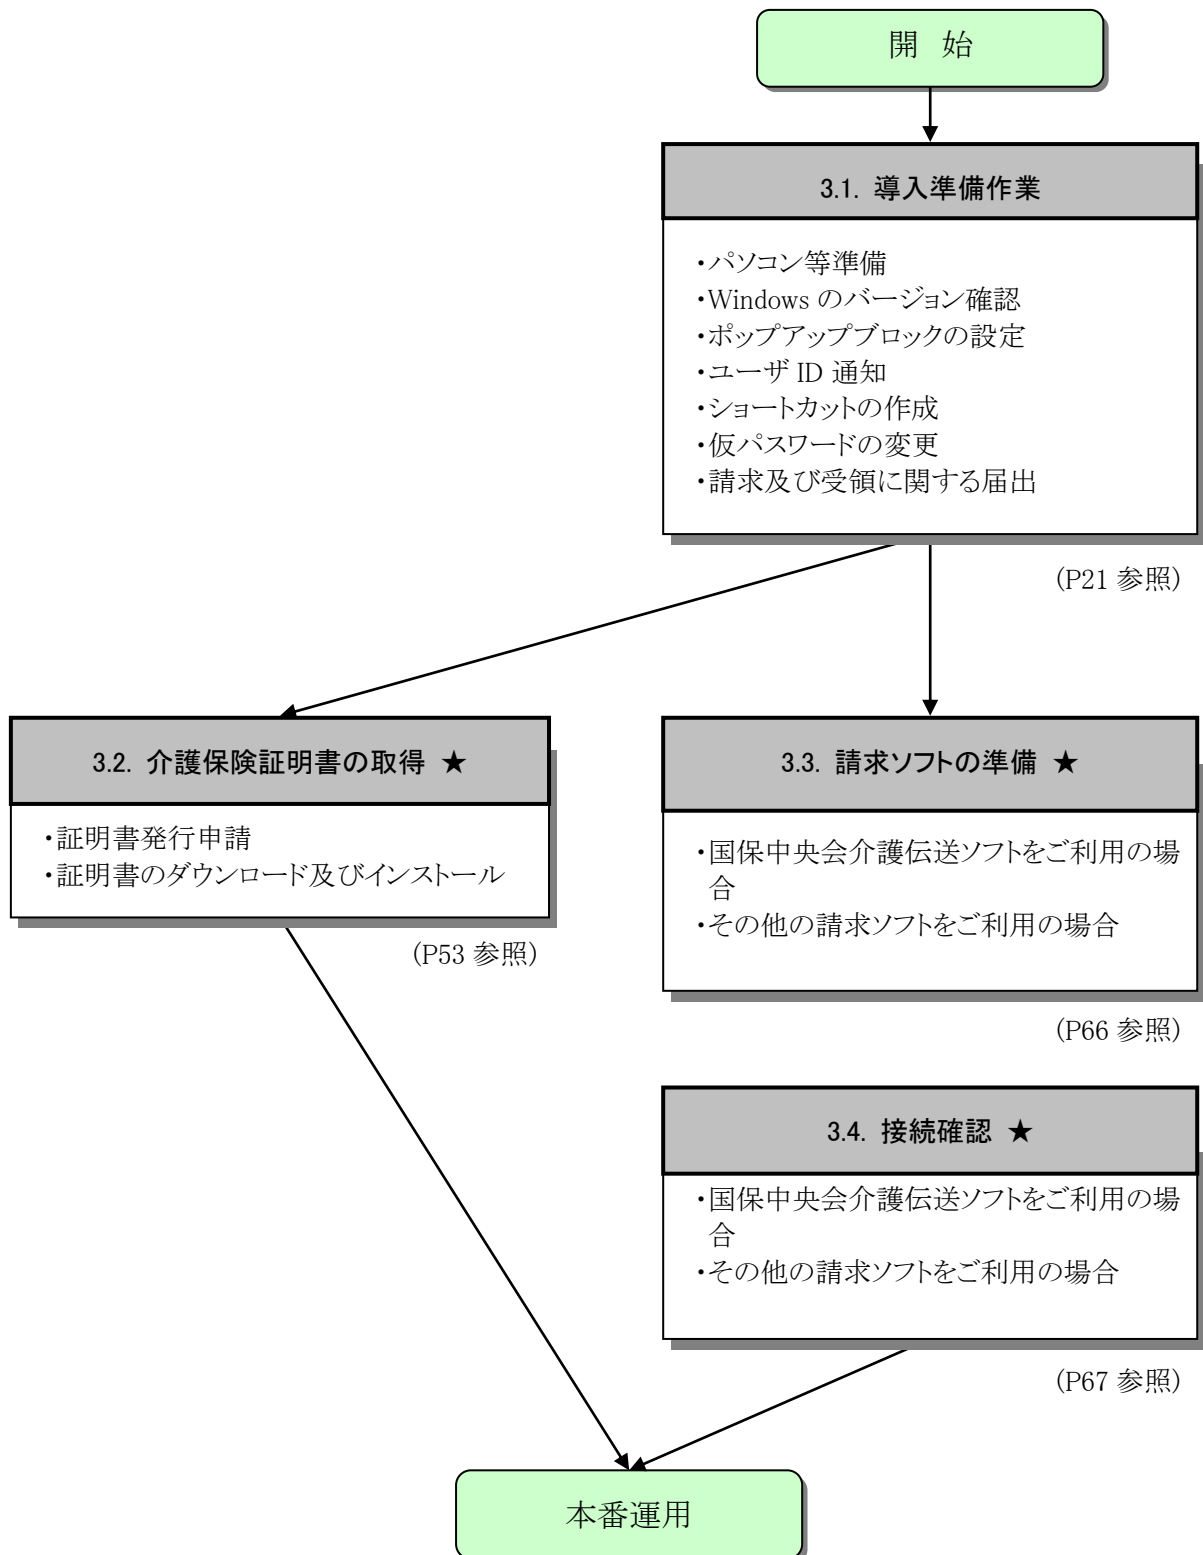 開 始
3.1. 導入準備作業
・パソコン等準備
・Windows のバージョン確認
・ポップアップブロックの設定
・ユーザ ID 通知
・ショートカットの作成
・仮パスワードの変更
・請求及び受領に関する届出
(P21 参照)
3.2. 介護保険証明書の取得 ★
・証明書発行申請
・証明書のダウンロード及びインストール
(P53 参照)
3.3. 請求ソフトの準備 ★
・国保中央会介護伝送ソフトをご利用の場
合
・その他の請求ソフトをご利用の場合
(P66 参照)
3.4. 接続確認 ★
・国保中央会介護伝送ソフトをご利用の場
合
・その他の請求ソフトをご利用の場合
(P67 参照)
本番運用